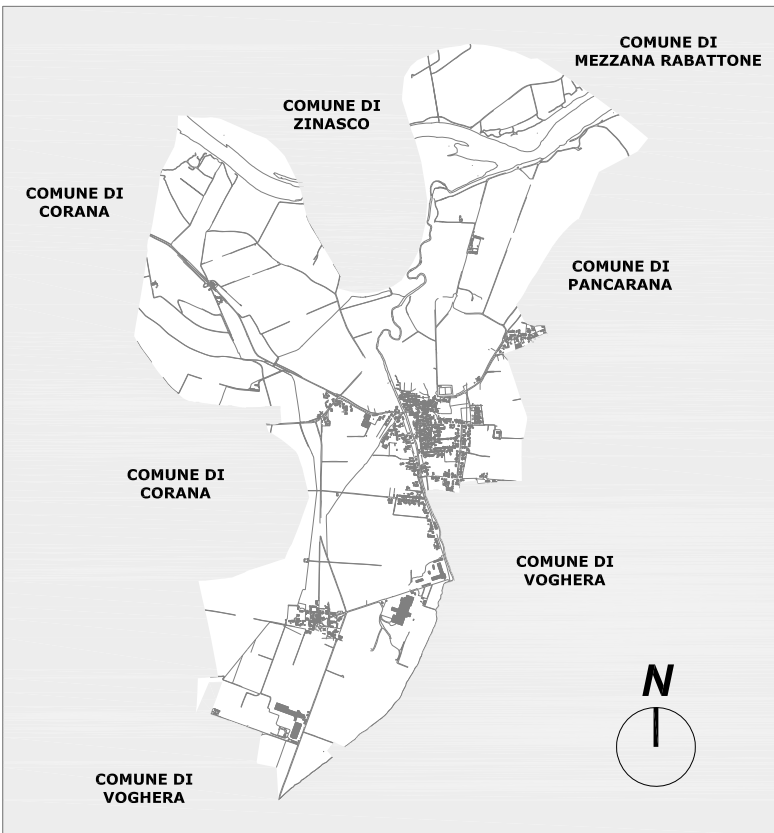 COMUNE DI
MEZZANA RABATTONE
COMUNE DI
ZINASCO
COMUNE DI
CORANA
COMUNE DI
PANCARANA
COMUNE DI
CORANA
COMUNE DI
VOGHERA
N
COMUNE DI
VOGHERA